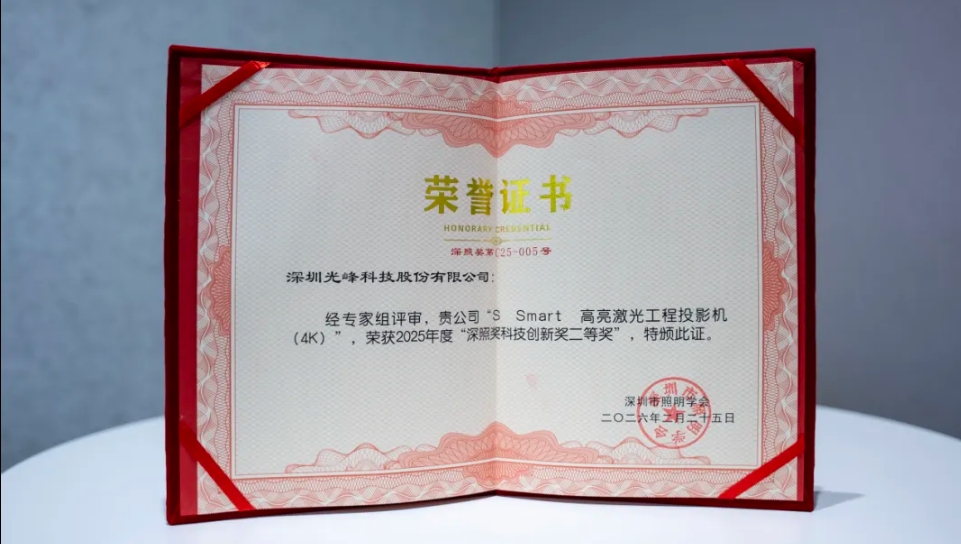 荣誉证书
HONORARY CREDENTIAL
深照奖第C25-005号
深圳光峰科技股份有限公司：
经专家组评审，贵公司“S Smart 高亮激光工程投影机
（4K）”，荣获2025年度“深照奖科技创新奖二等奖”，特颁此证。
深圳市照明学会
二〇二六年二月二十五日